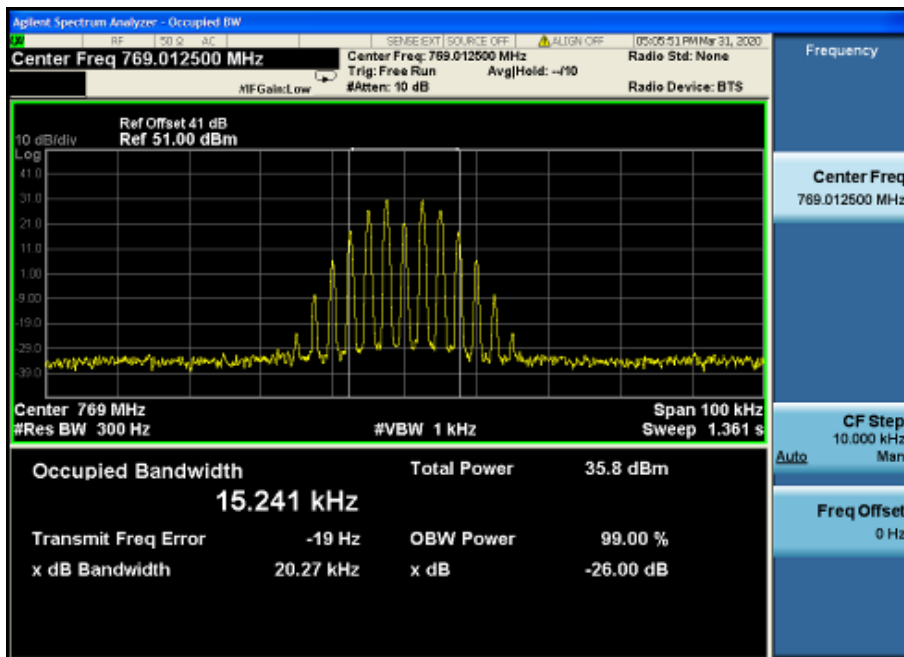 Agilent Spectrum Analyzer - Occupied BW
RF 50 Ω AC SENSE:EXT SOURCE OFF ALIGN OFF 05:05:51 PM Mar 31, 2020
Center Freq 769.012500 MHz
Center Freq: 769.012500 MHz
Radio Std: None
Trig: Free Run Avg|Hold: --/10
#IFGain:Low
#Atten: 10 dB
Radio Device: BTS
Ref Offset 41 dB
10 dB/div Ref 51.00 dBm
Log
41.0
31.0
21.0
11.0
1.00
-9.00
-19.0
-29.0
-39.0
Center 769 MHz
Span 100 kHz
#Res BW 300 Hz
#VBW 1 kHz
Sweep 1.361 s
Occupied Bandwidth
15.241 kHz
Total Power 35.8 dBm
Transmit Freq Error -19 Hz
OBW Power 99.00 %
x dB Bandwidth 20.27 kHz
x dB -26.00 dB
Frequency
Center Freq
769.012500 MHz
CF Step
10.000 kHz
Auto Man
Freq Offset
0 Hz